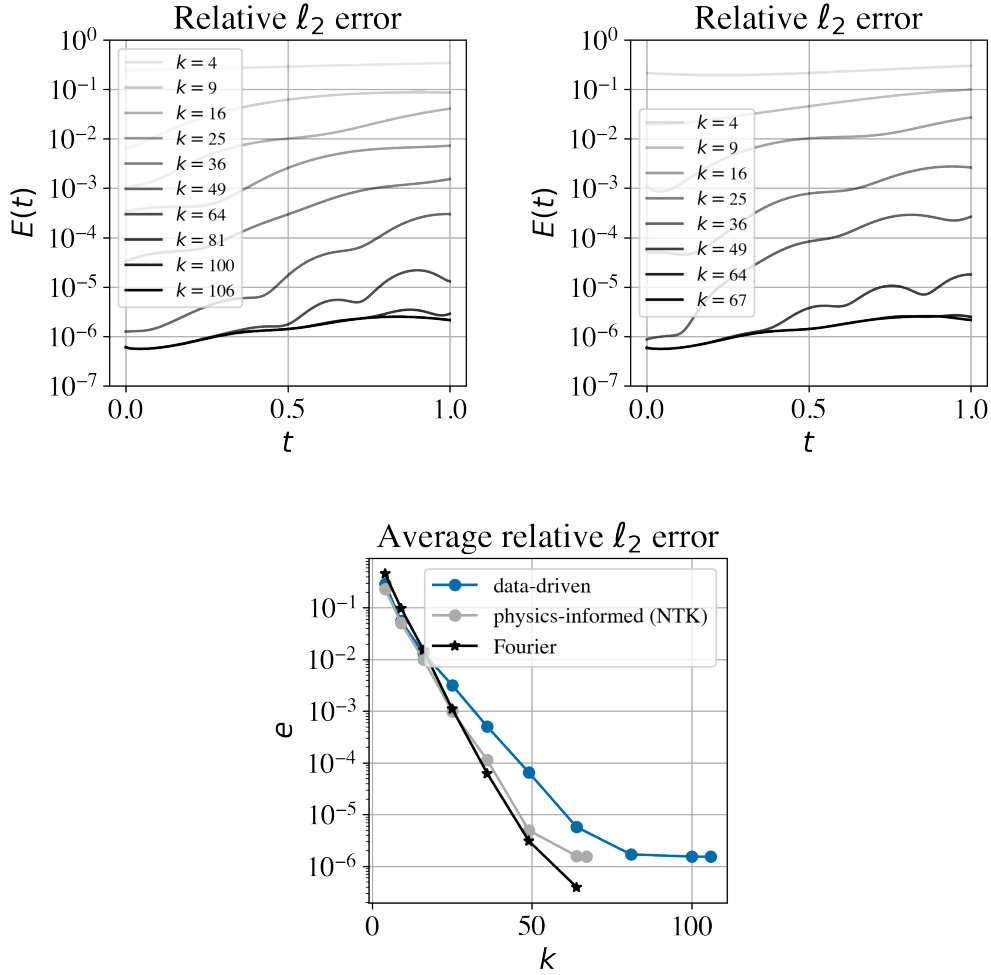 Relative ℓ₂ error
10⁰
10⁻¹
10⁻²
10⁻³
10⁻⁴
10⁻⁵
10⁻⁶
10⁻⁷
E(t)
k = 4
k = 9
k = 16
k = 25
k = 36
k = 49
k = 64
k = 81
k = 100
k = 106
0.0 0.5 1.0
t
Relative ℓ₂ error
10⁰
10⁻¹
10⁻²
10⁻³
10⁻⁴
10⁻⁵
10⁻⁶
10⁻⁷
E(t)
k = 4
k = 9
k = 16
k = 25
k = 36
k = 49
k = 64
k = 67
0.0 0.5 1.0
t
Average relative ℓ₂ error
10⁻¹
10⁻²
10⁻³
10⁻⁴
10⁻⁵
10⁻⁶
e
data-driven
physics-informed (NTK)
Fourier
0 50 100
k